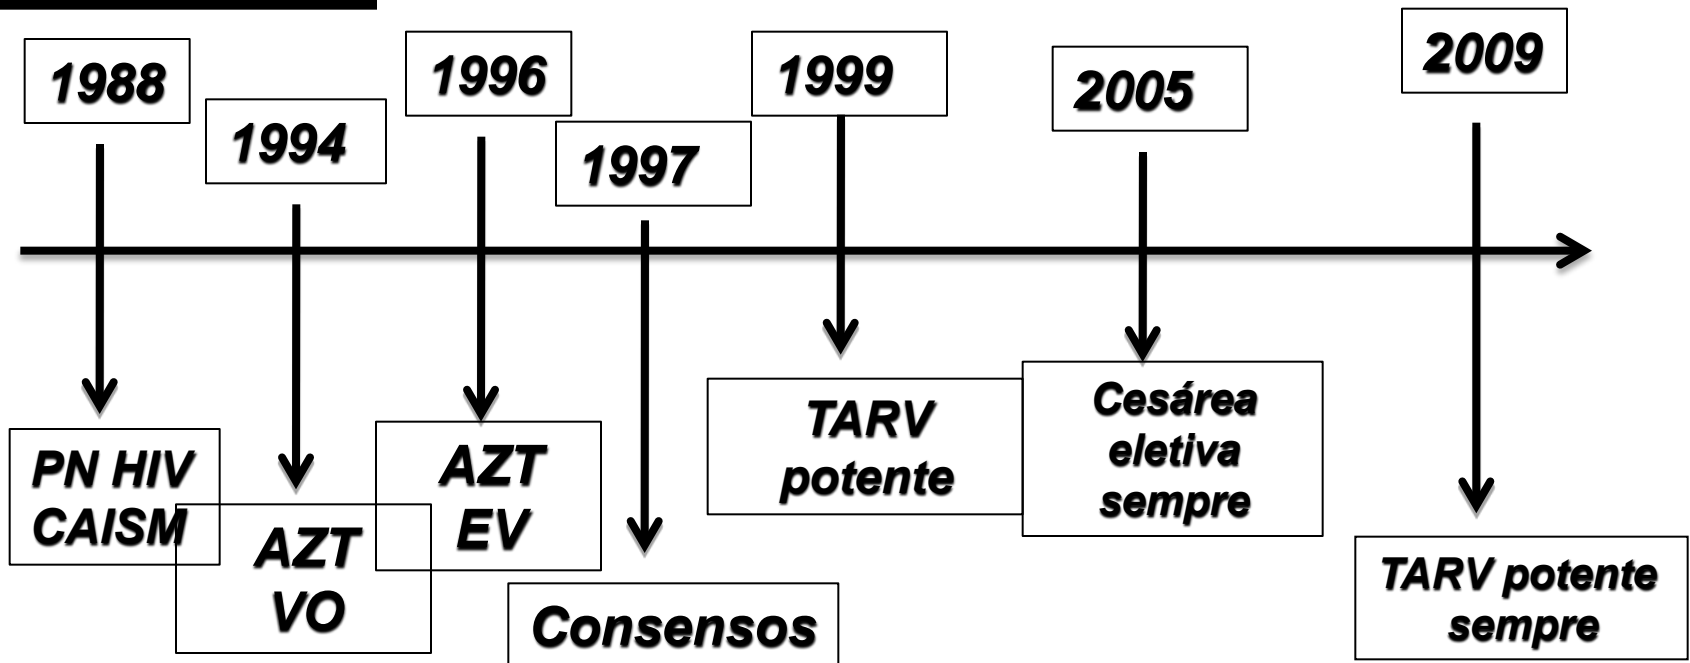 1988
1994
1996
1997
1999
2005
2009
PN HIV
CAISM
AZT
VO
AZT
EV
Consensos
TARV
potente
Cesárea
eletiva
sempre
TARV potente
sempre